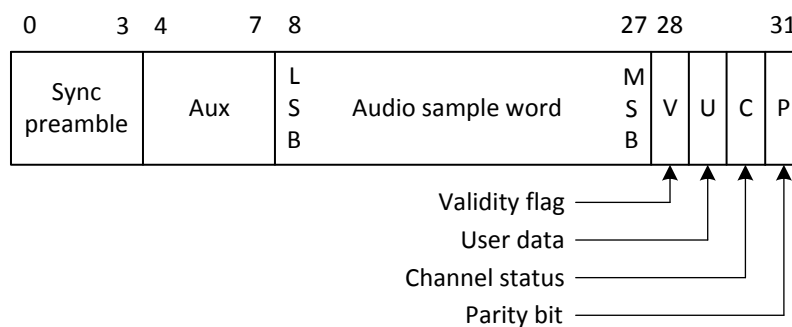 0 3 4 7 8 27 28 31
Sync
preamble
Aux
L
S
B
Audio sample word
M
S
B
V
U
C
P
Validity flag
User data
Channel status
Parity bit